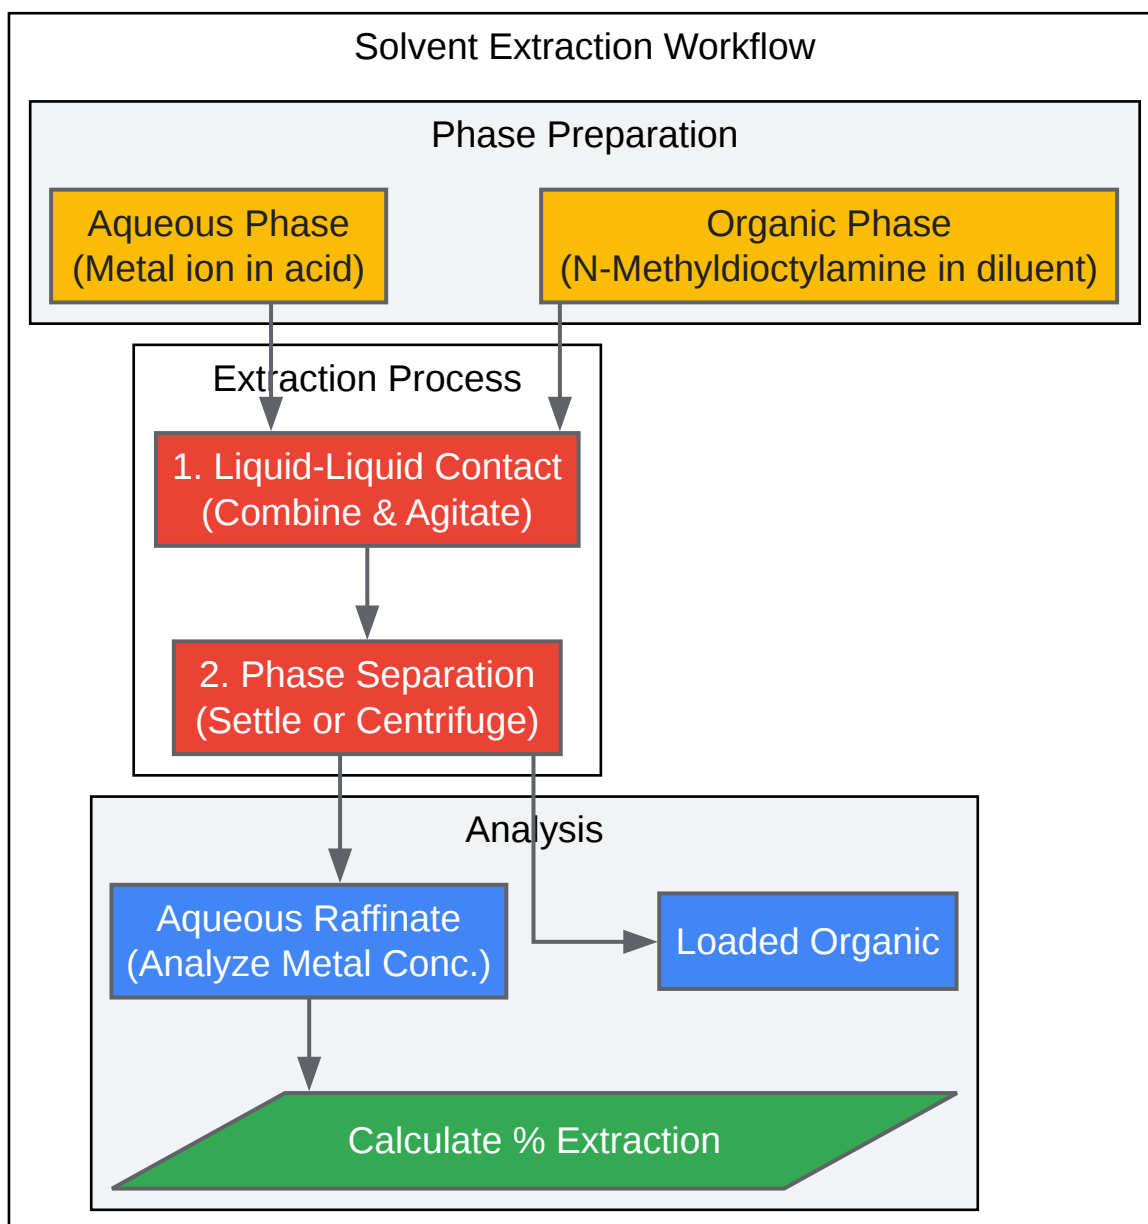 Solvent Extraction Workflow
Phase Preparation
Aqueous Phase
(Metal ion in acid)
Organic Phase
(N-Methyldioctylamine in diluent)
Extraction Process
1. Liquid-Liquid Contact
(Combine & Agitate)
2. Phase Separation
(Settle or Centrifuge)
Analysis
Aqueous Raffinate
(Analyze Metal Conc.)
Loaded Organic
Calculate % Extraction